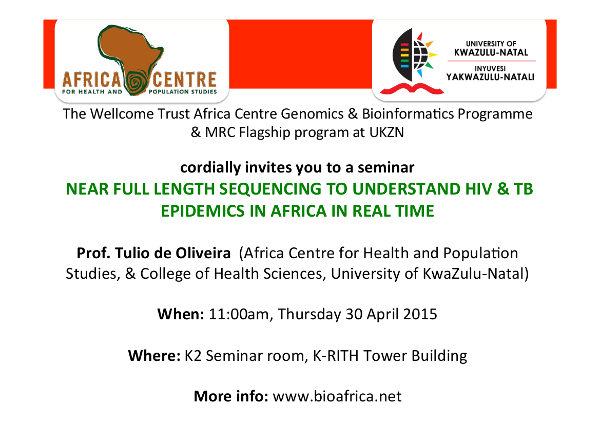 AFRICA CENTRE
FOR HEALTH AND POPULATION STUDIES
UNIVERSITY OF
KWAZULU-NATAL
INYUVESI
YAKWAZULU-NATALI
The Wellcome Trust Africa Centre Genomics & Bioinformatics Programme
& MRC Flagship program at UKZN
cordially invites you to a seminar
NEAR FULL LENGTH SEQUENCING TO UNDERSTAND HIV & TB
EPIDEMICS IN AFRICA IN REAL TIME
Prof. Tulio de Oliveira (Africa Centre for Health and Population
Studies, & College of Health Sciences, University of KwaZulu-Natal)
When: 11:00am, Thursday 30 April 2015
Where: K2 Seminar room, K-RITH Tower Building
More info: www.bioafrica.net